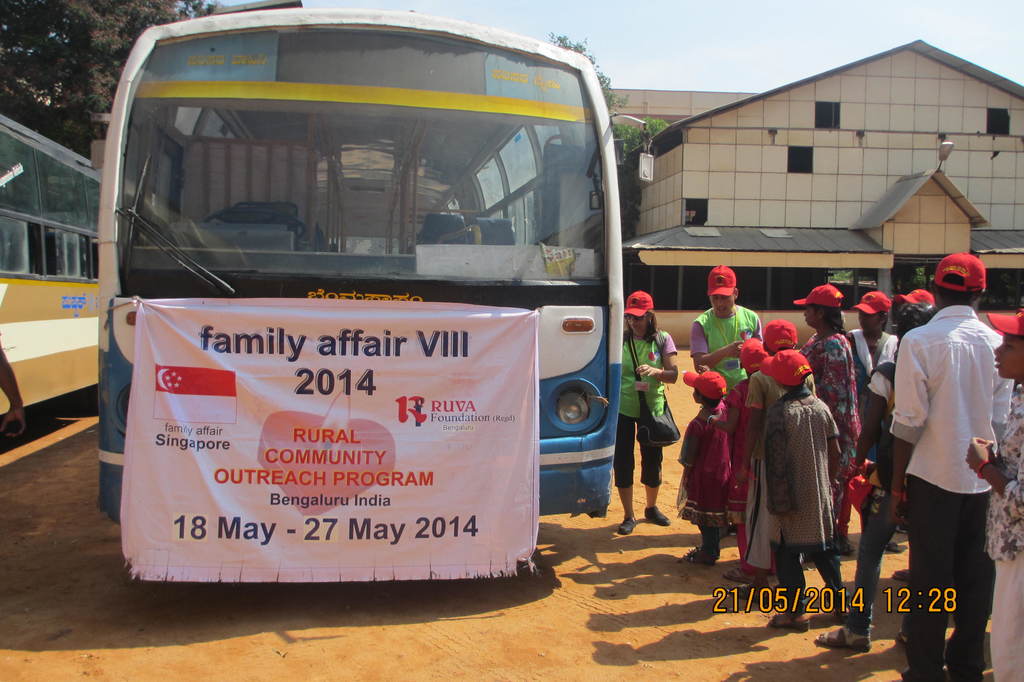 family affair VIII
2014
family affair
Singapore
RUVA
Foundation (Regd)
Bengaluru
RURAL
COMMUNITY
OUTREACH PROGRAM
Bengaluru India
18 May - 27 May 2014
21/05/2014 12:28